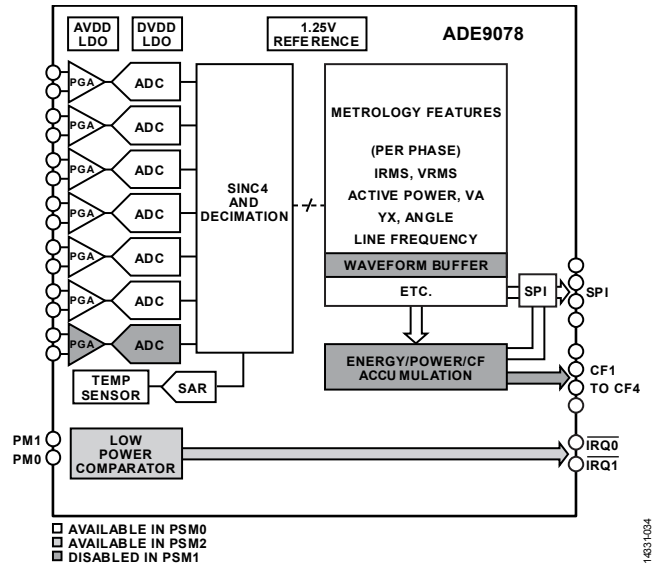 AVDD
LDO
DVDD
LDO
1.25V
REFERENCE
ADE9078
PGA
ADC
PGA
ADC
PGA
ADC
PGA
ADC
PGA
ADC
PGA
ADC
PGA
ADC
SINC4
AND
DECIMATION
METROLOGY FEATURES
(PER PHASE)
IRMS, VRMS
ACTIVE POWER, VA
YX, ANGLE
LINE FREQUENCY
WAVEFORM BUFFER
ETC.
SPI
SPI
ENERGY/POWER/CF
ACCUMULATION
CF1
TO CF4
TEMP
SENSOR
SAR
PM1
PM0
LOW
POWER
COMPARATOR
IRQ0
IRQ1
AVAILABLE IN PSM0
AVAILABLE IN PSM2
DISABLED IN PSM1
14331-034